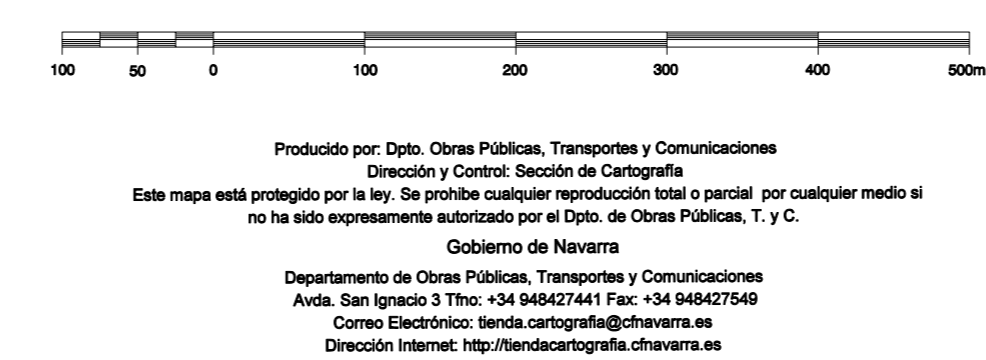 100 50 0 100 200 300 400 500m
Producido por: Dpto. Obras Públicas, Transportes y Comunicaciones
Dirección y Control: Sección de Cartografía
Este mapa está protegido por la ley. Se prohibe cualquier reproducción total o parcial por cualquier medio si
no ha sido expresamente autorizado por el Dpto. de Obras Públicas, T. y C.
Gobierno de Navarra
Departamento de Obras Públicas, Transportes y Comunicaciones
Avda. San Ignacio 3 Tfno: +34 948427441 Fax: +34 948427549
Correo Electrónico: tienda.cartografia@cfnavarra.es
Dirección Internet: http://tiendacartografia.cfnavarra.es